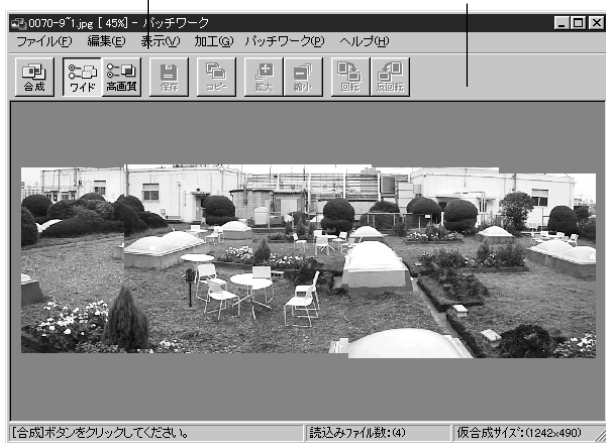 0070-9~1.jpg [ 45%] - パッチワーク
ファイル(F) 編集(E) 表示(V) 加工(G) パッチワーク(P) ヘルプ(H)
合成 ワイド 高画質 保存 コピー 拡大 縮小 回転 反回転
[合成]ボタンをクリックしてください。 読込みファイル数:(4) 仮合成サイズ:(1242x490)